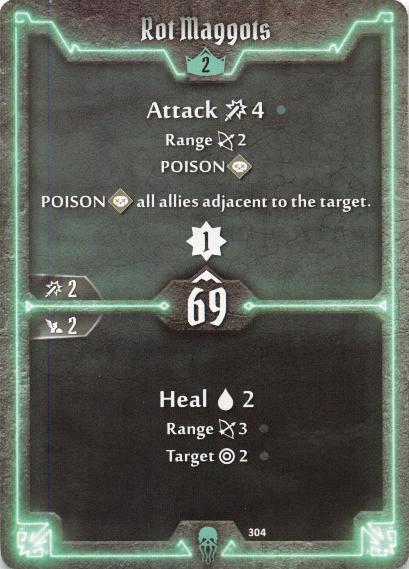 Rot Maggots
2
Attack 4
Range 2
POISON
POISON all allies adjacent to the target.
1
2
69
2
Heal 2
Range 3
Target 2
304